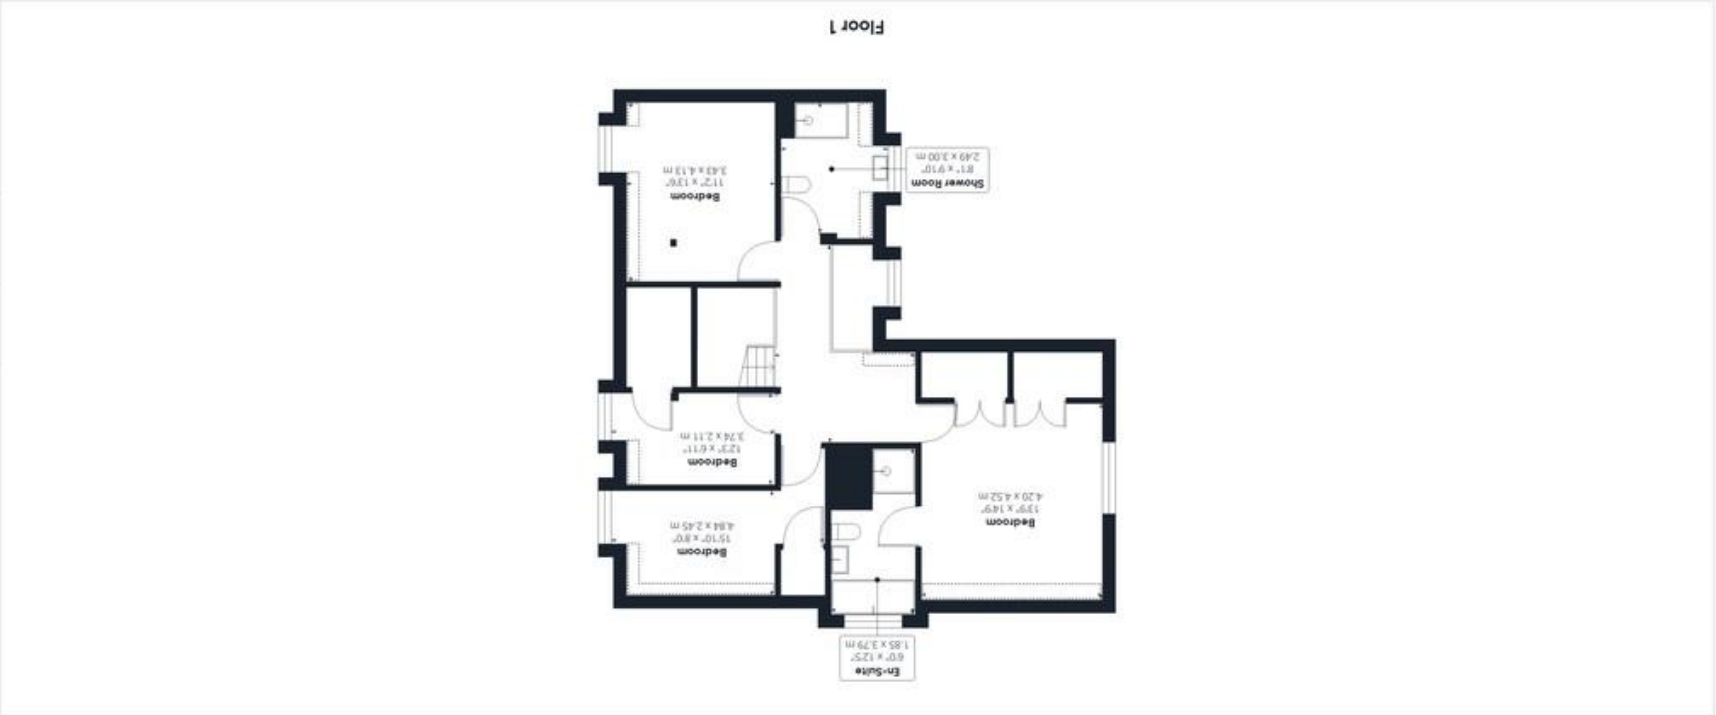 En-Suite
6'0" x 12'5"
1.85 x 3.79 m
Bedroom
15'10" x 8'0"
4.84 x 2.45 m
Bedroom
13'9" x 14'9"
4.20 x 4.52 m
Bedroom
12'3" x 6'11"
3.74 x 2.11 m
Bedroom
11'2" x 13'6"
3.43 x 4.13 m
Shower Room
8'1" x 9'10"
2.49 x 3.00 m
Floor 1